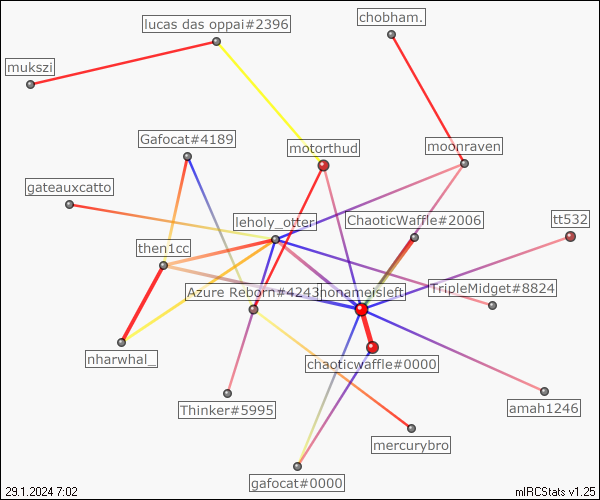 lucas das oppai#2396
chobham.
mukszi
Gafocat#4189
motorthud
moonraven
gateauxcatto
leholy_otter
ChaoticWaffle#2006
tt532
then1cc
Azure Reborn#4243
nonameisleft
TripleMidget#8824
nharwhal_
chaoticwaffle#0000
Thinker#5995
amah1246
mercurybro
gafocat#0000
29.1.2024 7:02
mIRCStats v1.25